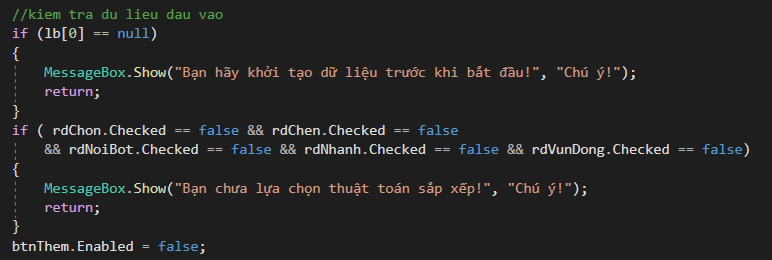 //kiem tra du lieu dau vao
if (lb[0] == null)
{
MessageBox.Show("Bạn hãy khởi tạo dữ liệu trước khi bắt đầu!", "Chú ý!");
return;
}
if ( rdChon.Checked == false && rdChen.Checked == false
&& rdNoiBot.Checked == false && rdNhanh.Checked == false && rdVunDong.Checked == false)
{
MessageBox.Show("Bạn chưa lựa chọn thuật toán sắp xếp!", "Chú ý!");
return;
}
btnThem.Enabled = false;